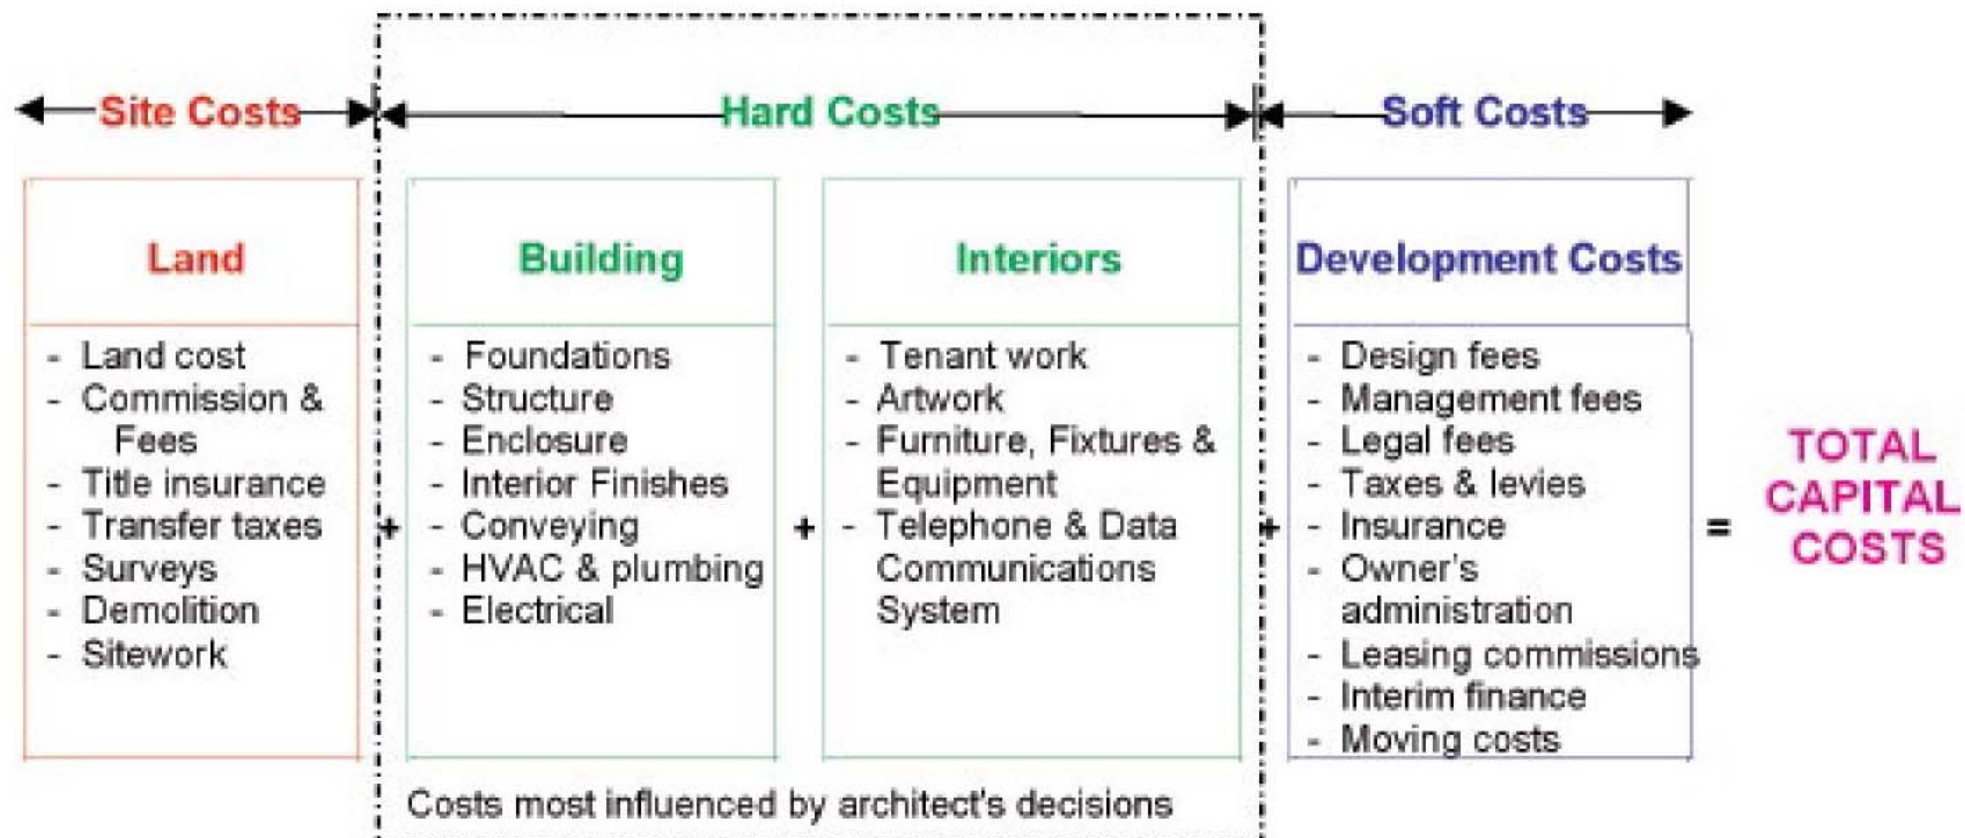 Site Costs
Hard Costs
Soft Costs
Land
- Land cost
- Commission &
Fees
- Title insurance
- Transfer taxes
- Surveys
- Demolition
- Sitework
+
Building
- Foundations
- Structure
- Enclosure
- Interior Finishes
- Conveying
- HVAC & plumbing
- Electrical
+
Interiors
- Tenant work
- Artwork
- Furniture, Fixtures &
Equipment
- Telephone & Data
Communications
System
+
Development Costs
- Design fees
- Management fees
- Legal fees
- Taxes & levies
- Insurance
- Owner's
administration
- Leasing commissions
- Interim finance
- Moving costs
=
TOTAL
CAPITAL
COSTS
Costs most influenced by architect's decisions